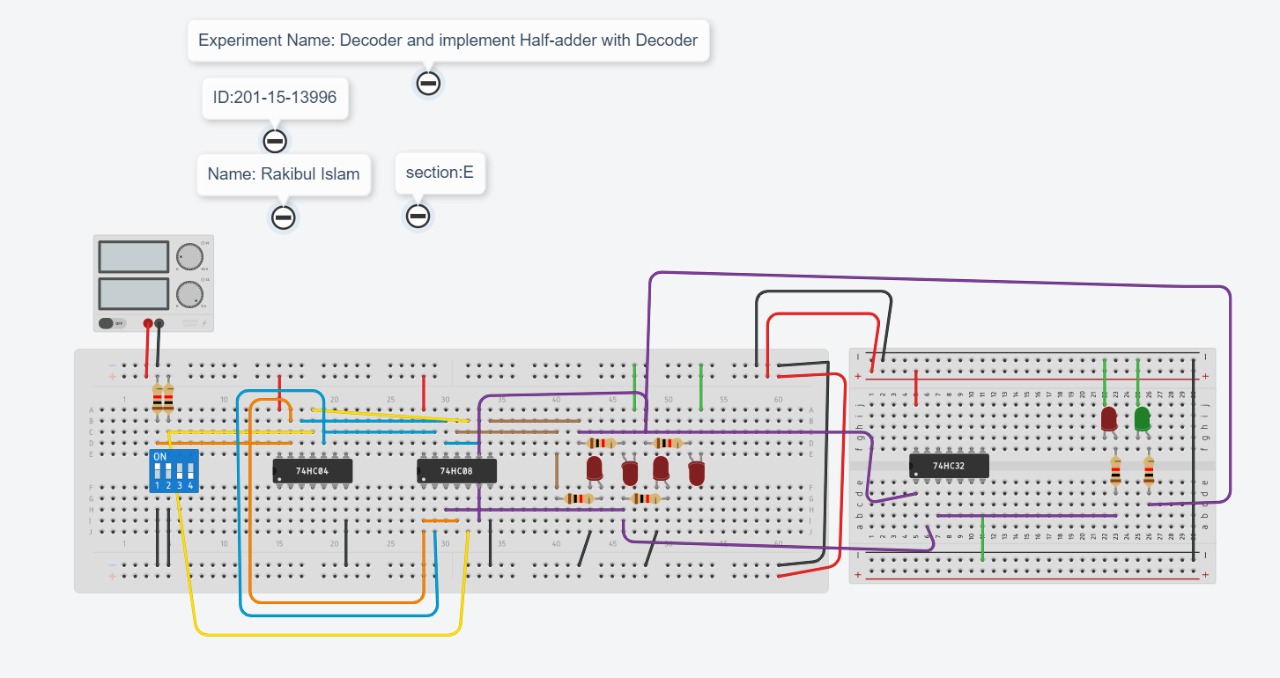 Experiment Name: Decoder and implement Half-adder with Decoder
ID:201-15-13996
Name: Rakibul Islam
section:E
OFF
ON
1 2 3 4
74HC04
74HC08
74HC32